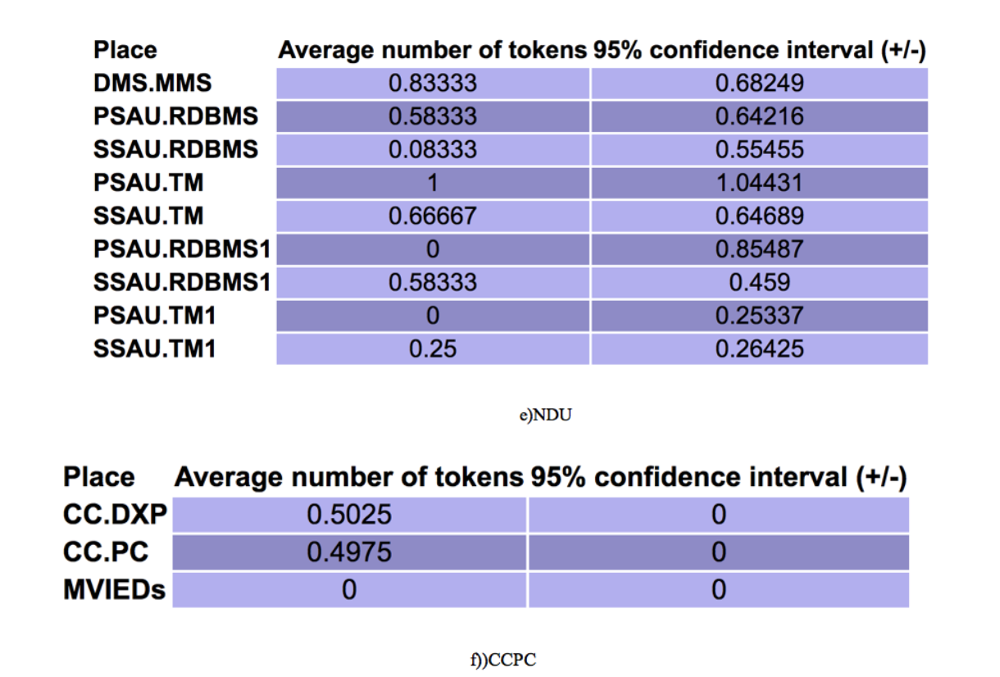 Place Average number of tokens 95% confidence interval (+/-)
DMS.MMS 0.83333 0.68249
PSAU.RDBMS 0.58333 0.64216
SSAU.RDBMS 0.08333 0.55455
PSAU.TM 1 1.04431
SSAU.TM 0.66667 0.64689
PSAU.RDBMS1 0 0.85487
SSAU.RDBMS1 0.58333 0.459
PSAU.TM1 0 0.25337
SSAU.TM1 0.25 0.26425
e)NDU
Place Average number of tokens 95% confidence interval (+/-)
CC.DXP 0.5025 0
CC.PC 0.4975 0
MVIEDs 0 0
f))CCPC